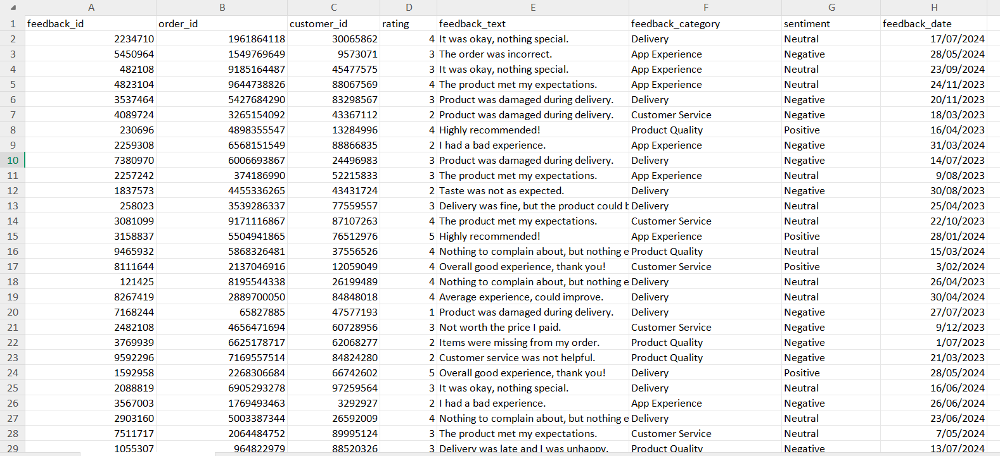 A B C D E F G H
1 feedback_id order_id customer_id rating feedback_text feedback_category sentiment feedback_date
2 2234710 1961864118 30065862 4 It was okay, nothing special. Delivery Neutral 17/07/2024
3 5450964 1549769649 9573071 3 The order was incorrect. App Experience Negative 28/05/2024
4 482108 9185164487 45477575 3 It was okay, nothing special. App Experience Neutral 23/09/2024
5 4823104 9644738826 88067569 4 The product met my expectations. App Experience Neutral 24/11/2023
6 3537464 5427684290 83298567 3 Product was damaged during delivery. Delivery Negative 20/11/2023
7 4089724 3265154092 43367112 2 Product was damaged during delivery. Customer Service Negative 18/03/2023
8 230696 4898355547 13284996 4 Highly recommended! Product Quality Positive 16/04/2023
9 2259308 6568151549 88866835 2 I had a bad experience. App Experience Negative 31/03/2024
10 7380970 6006693867 24496983 3 Product was damaged during delivery. Delivery Negative 14/07/2023
11 2257242 374186990 52215833 3 The product met my expectations. App Experience Neutral 9/08/2023
12 1837573 4455336265 43431724 2 Taste was not as expected. Delivery Negative 30/08/2023
13 258023 3539286337 77559557 3 Delivery was fine, but the product could b Delivery Neutral 25/04/2023
14 3081099 9171116867 87107263 4 The product met my expectations. Customer Service Neutral 22/10/2023
15 3158837 5504941865 76512976 5 Highly recommended! App Experience Positive 28/01/2024
16 9465932 5868326481 37556526 4 Nothing to complain about, but nothing e Product Quality Neutral 15/03/2024
17 8111644 2137046916 12059049 4 Overall good experience, thank you! Customer Service Positive 3/02/2024
18 121425 8195544338 26199489 4 Nothing to complain about, but nothing e Delivery Neutral 26/04/2023
19 8267419 2889700050 84848018 4 Average experience, could improve. Delivery Neutral 30/04/2024
20 7168244 65827885 47577193 1 Product was damaged during delivery. Delivery Negative 27/07/2023
21 2482108 4656471694 60728956 3 Not worth the price I paid. Customer Service Negative 9/12/2023
22 3769939 6625178717 62068277 2 Items were missing from my order. Product Quality Negative 1/07/2023
23 9592296 7169557514 84824280 2 Customer service was not helpful. Product Quality Negative 21/03/2023
24 1592958 2268306684 66742602 5 Overall good experience, thank you! Delivery Positive 28/05/2024
25 2088819 6905293278 97259564 3 It was okay, nothing special. Delivery Neutral 16/06/2024
26 3567003 1769493463 3292927 2 I had a bad experience. App Experience Negative 26/06/2024
27 2903160 5003387344 26592009 4 Nothing to complain about, but nothing e Delivery Neutral 23/06/2024
28 7511717 2064484752 89995124 3 The product met my expectations. Customer Service Neutral 7/05/2024
29 1055307 964822979 88520326 3 Delivery was late and I was unhappy. Product Quality Negative 13/07/2024